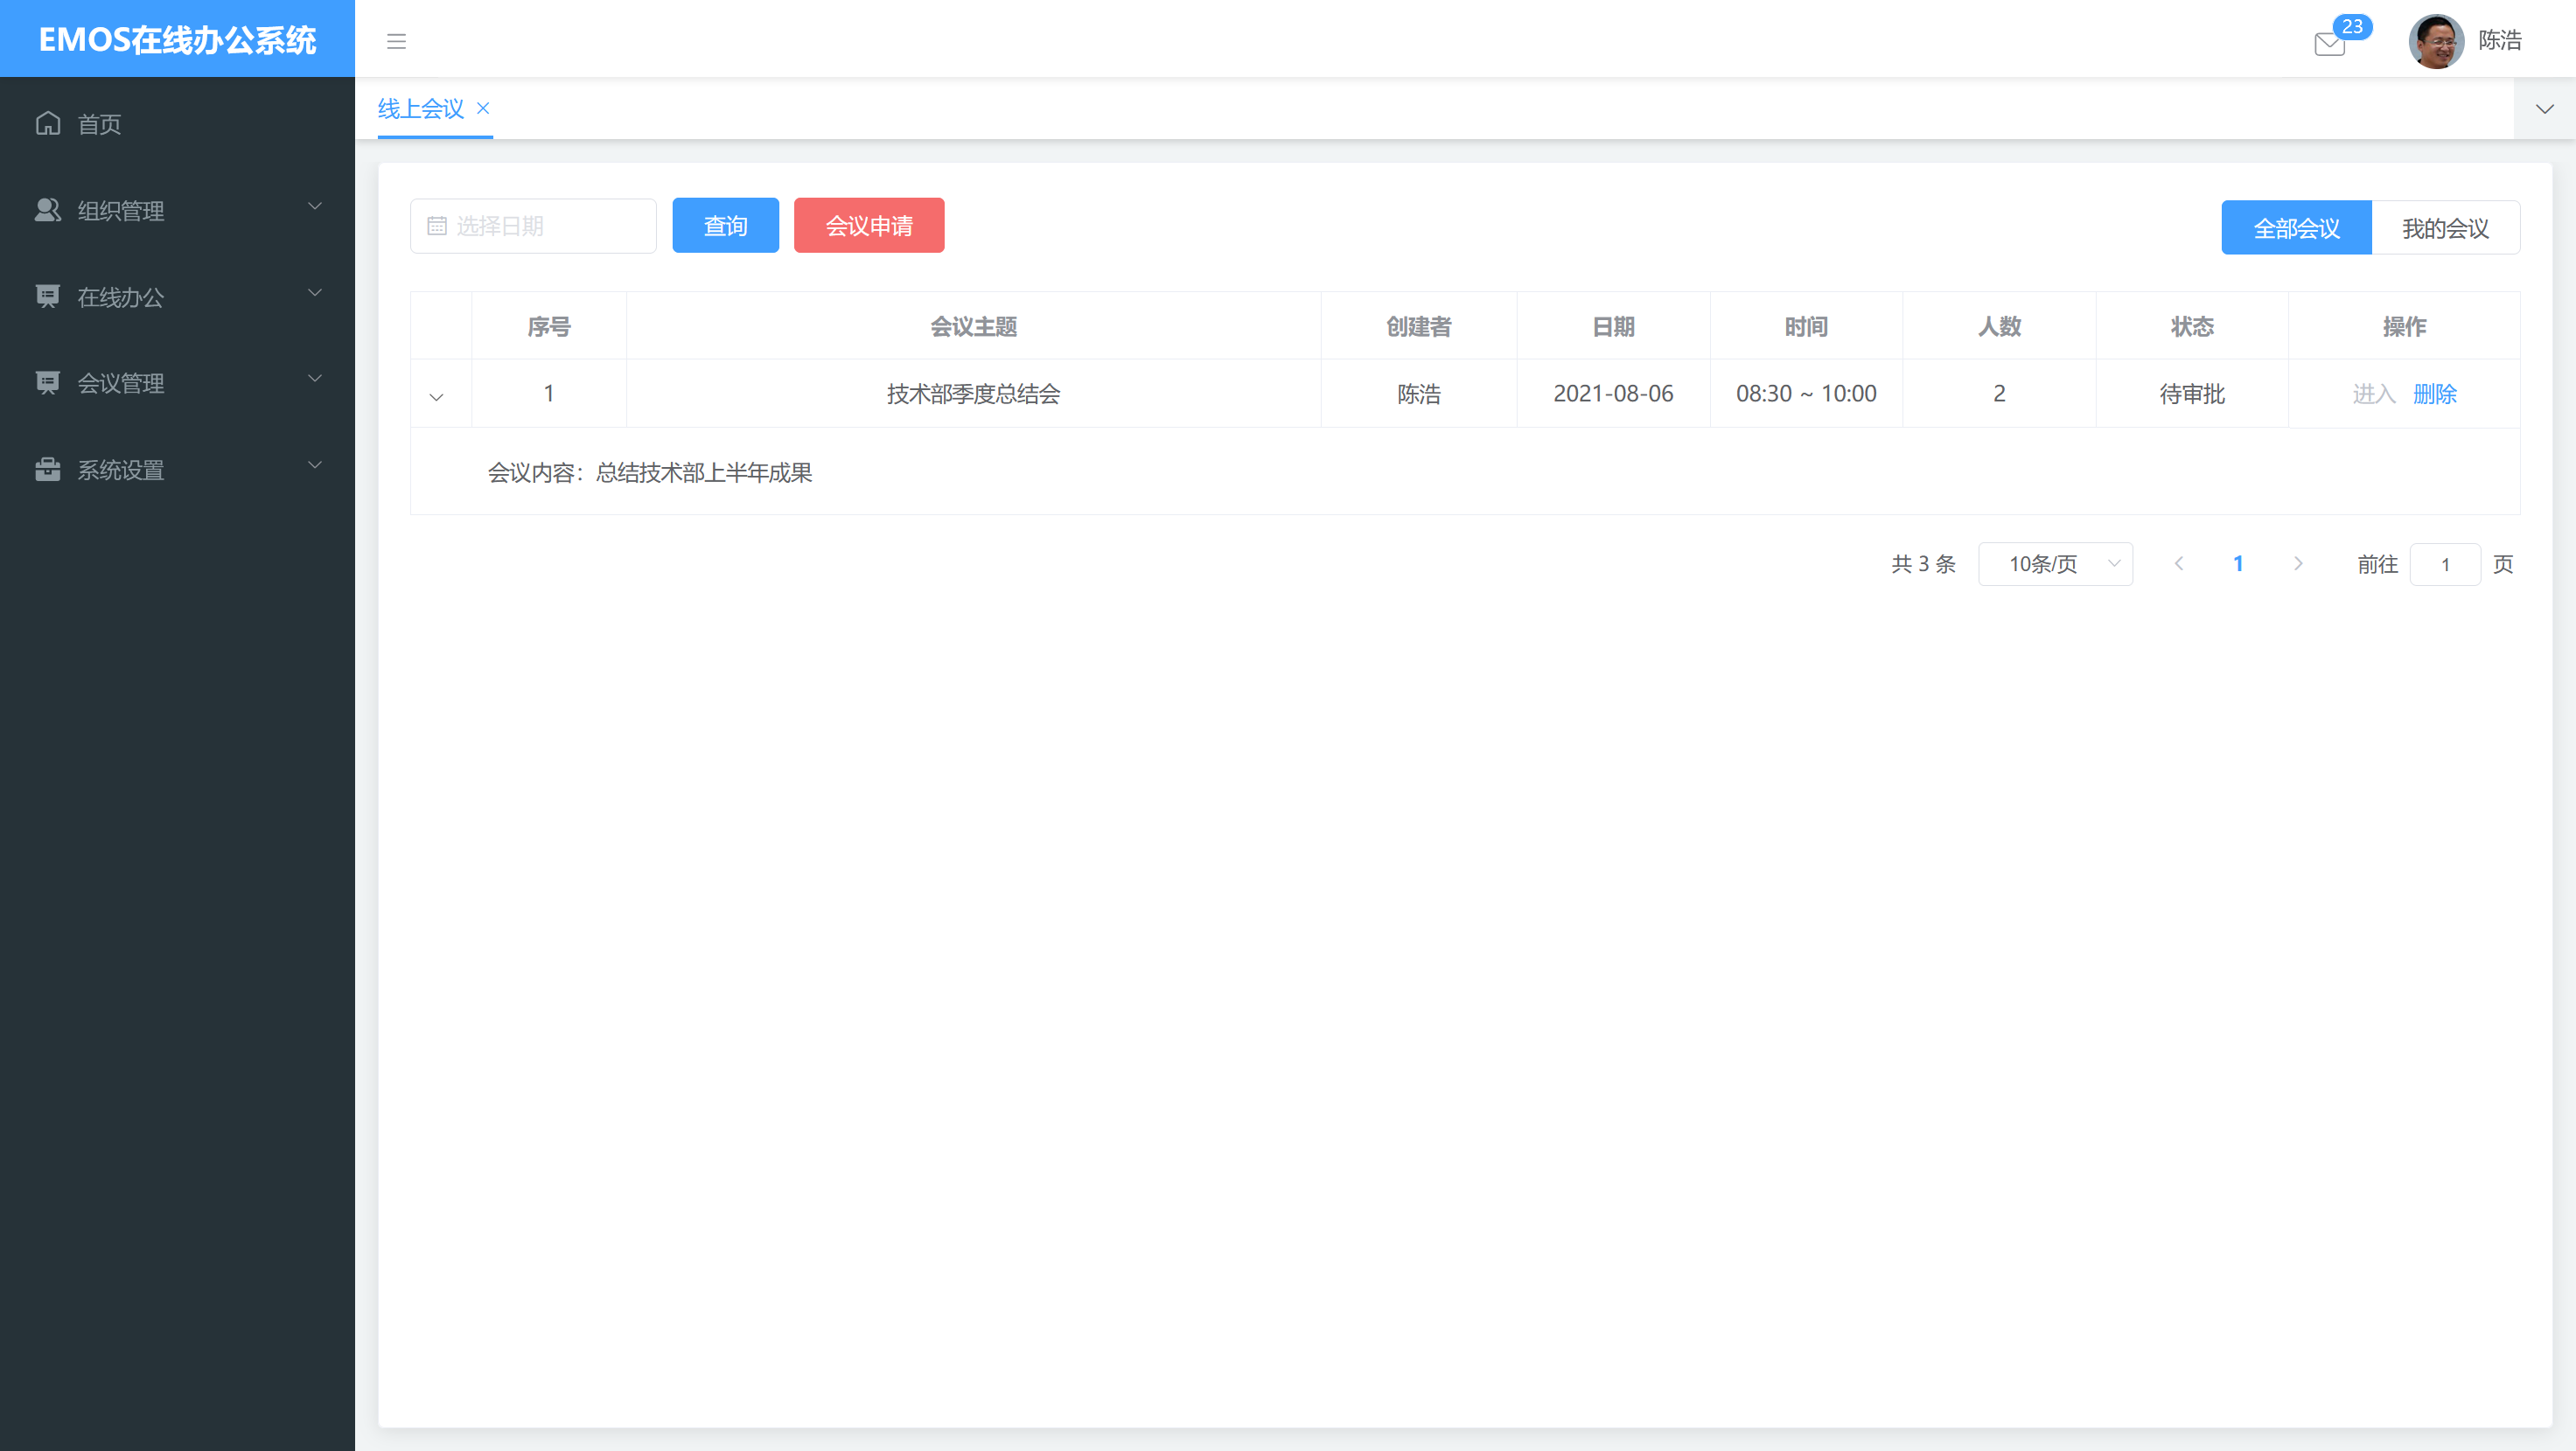 EMOS在线办公系统
23
陈浩
首页
组织管理
在线办公
会议管理
系统设置
线上会议
选择日期 查询 会议申请 全部会议 我的会议
序号 会议主题 创建者 日期 时间 人数 状态 操作
1 技术部季度总结会 陈浩 2021-08-06 08:30 ~ 10:00 2 待审批 进入 删除
会议内容：总结技术部上半年成果
共 3 条 10条/页 1 前往 1 页